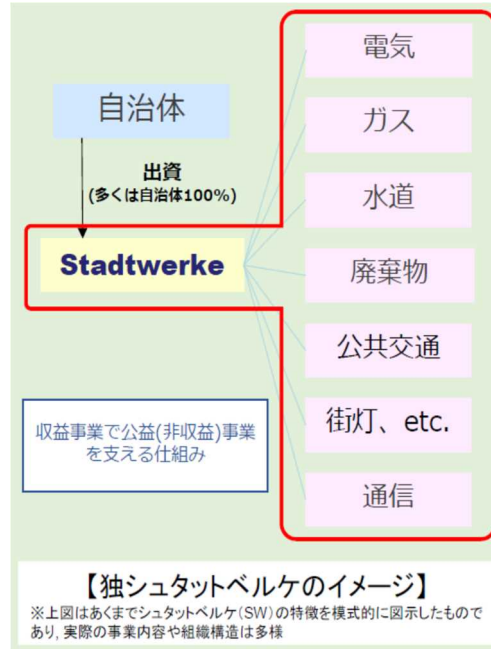 電気
自治体
ガス
出資
(多くは自治体100%)
水道
Stadtwerke
廃棄物
公共交通
収益事業で公益(非収益)事業
を支える仕組み
街灯、etc.
通信
【独シュタットベルケのイメージ】
※上図はあくまでシュタットベルケ(SW)の特徴を模式的に図示したもので
あり, 実際の事業内容や組織構造は多様